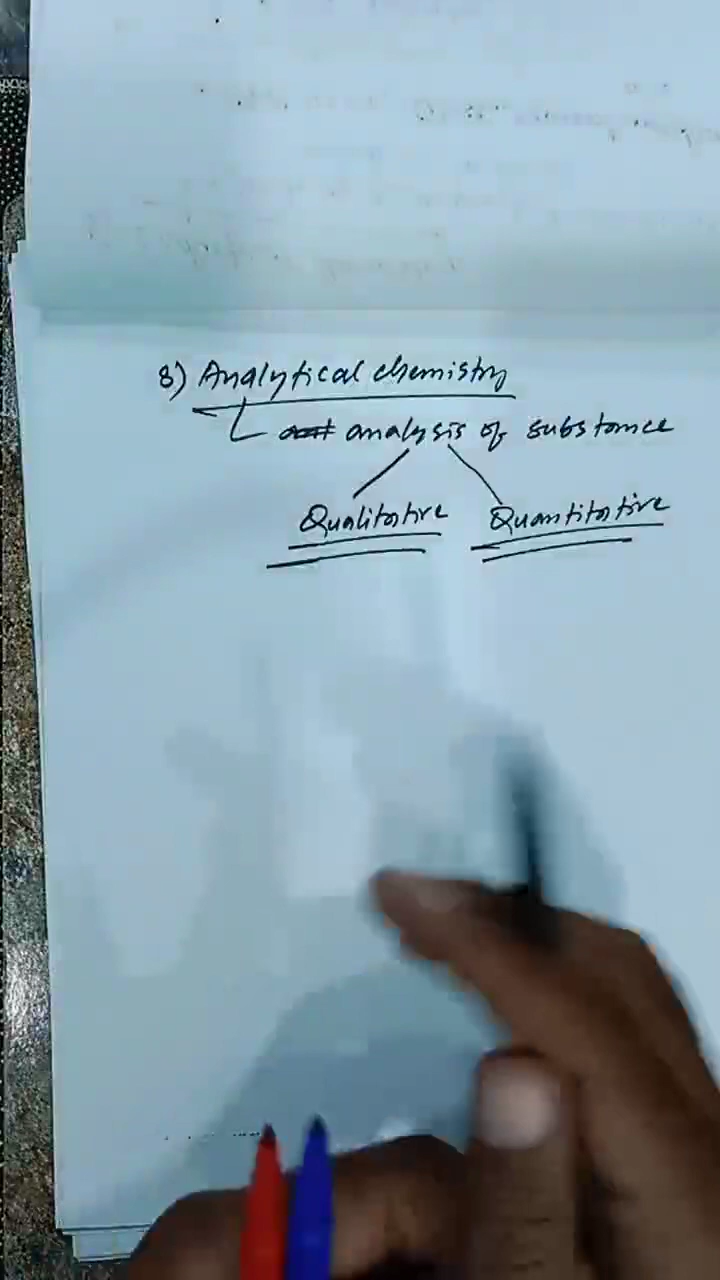 8) Analytical chemistry
analysis of substance
Qualitative Quantitative